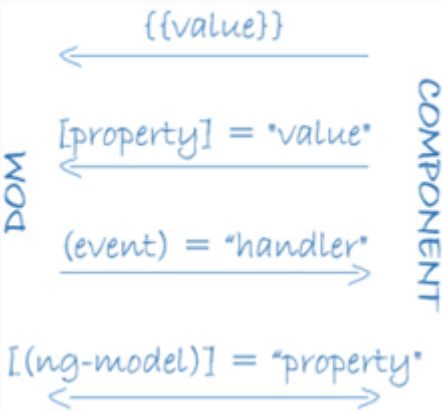 {{value}}
[property] = "value"
DOM
COMPONENT
(event) = "handler"
[(ng-model)] = "property"